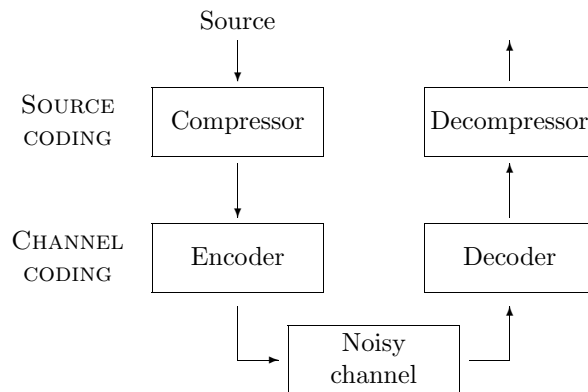 Source
SOURCE
CODING
Compressor
Decompressor
CHANNEL
CODING
Encoder
Decoder
Noisy
channel